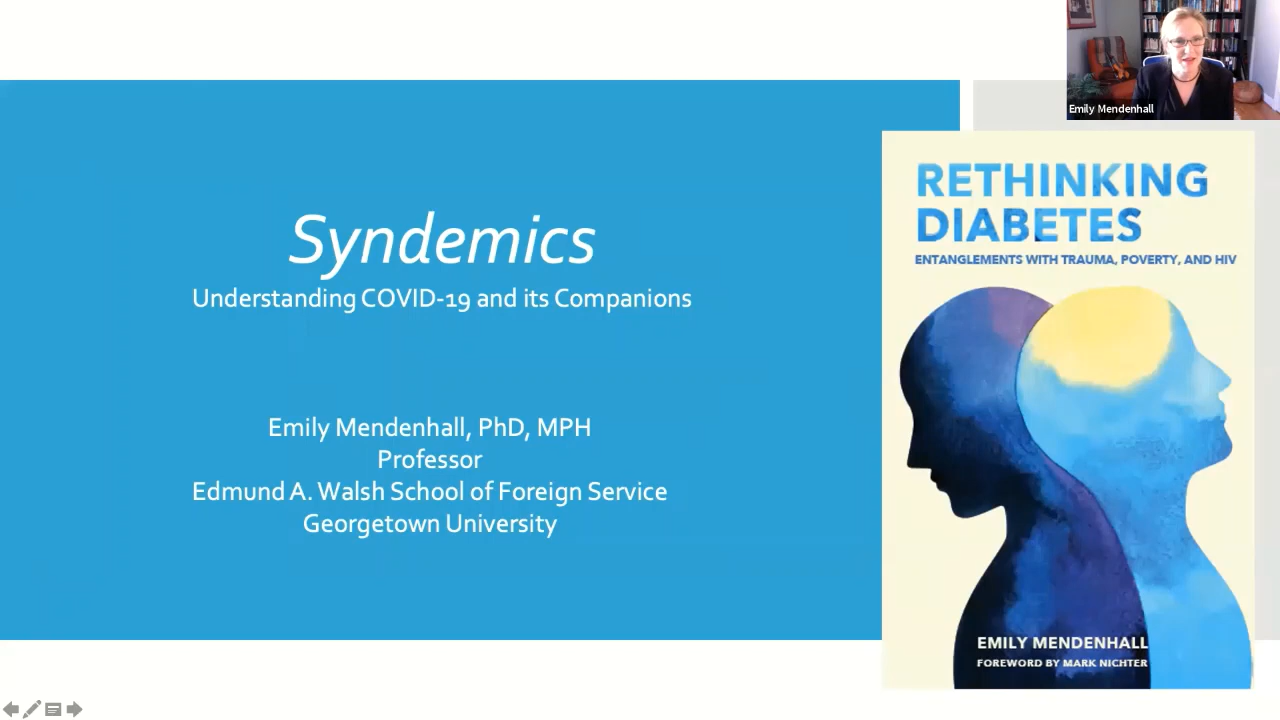 Emily Mendenhall
Syndemics
Understanding COVID-19 and its Companions
Emily Mendenhall, PhD, MPH
Professor
Edmund A. Walsh School of Foreign Service
Georgetown University
RETHINKING
DIABETES
ENTANGLEMENTS WITH TRAUMA, POVERTY, AND HIV
EMILY MENDENHALL
FOREWORD BY MARK NICHTER